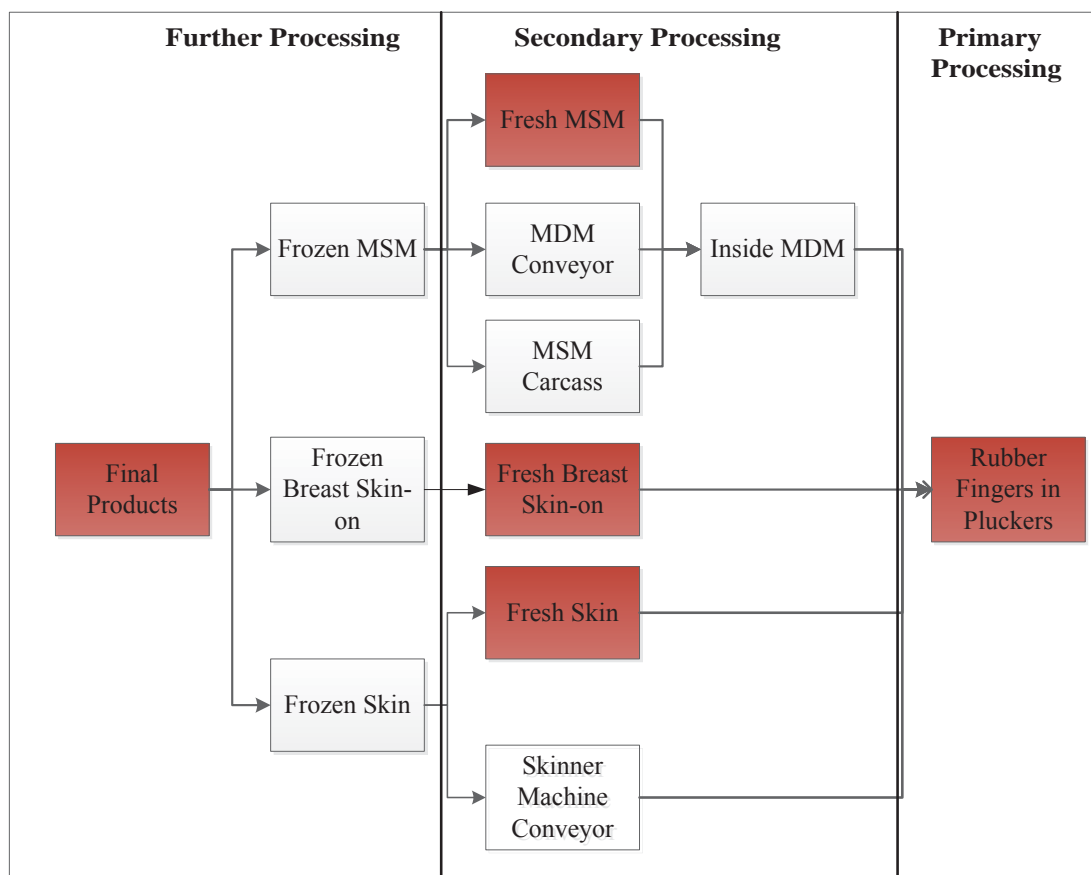 Further Processing
Secondary Processing
Primary
Processing
Fresh MSM
Frozen MSM
MDM
Conveyor
Inside MDM
MSM
Carcass
Final
Products
Frozen
Breast Skin-
on
Fresh Breast
Skin-on
Rubber
Fingers in
Pluckers
Fresh Skin
Frozen Skin
Skinner
Machine
Conveyor